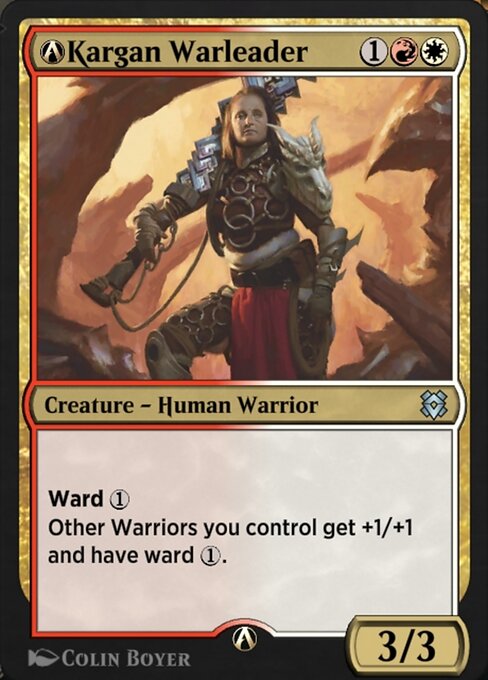 Kargan Warleader 1
Creature – Human Warrior
Ward 1
Other Warriors you control get +1/+1
and have ward 1.
3/3
Colin Boyer